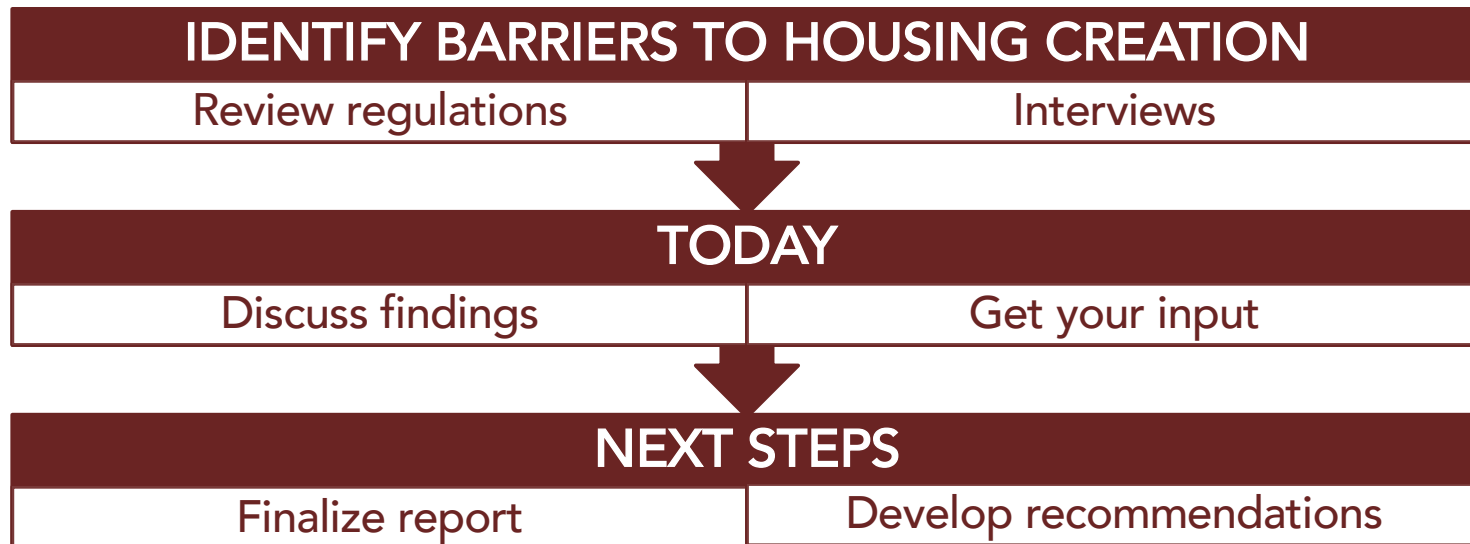 IDENTIFY BARRIERS TO HOUSING CREATION
Review regulations
Interviews
TODAY
Discuss findings
Get your input
NEXT STEPS
Finalize report
Develop recommendations